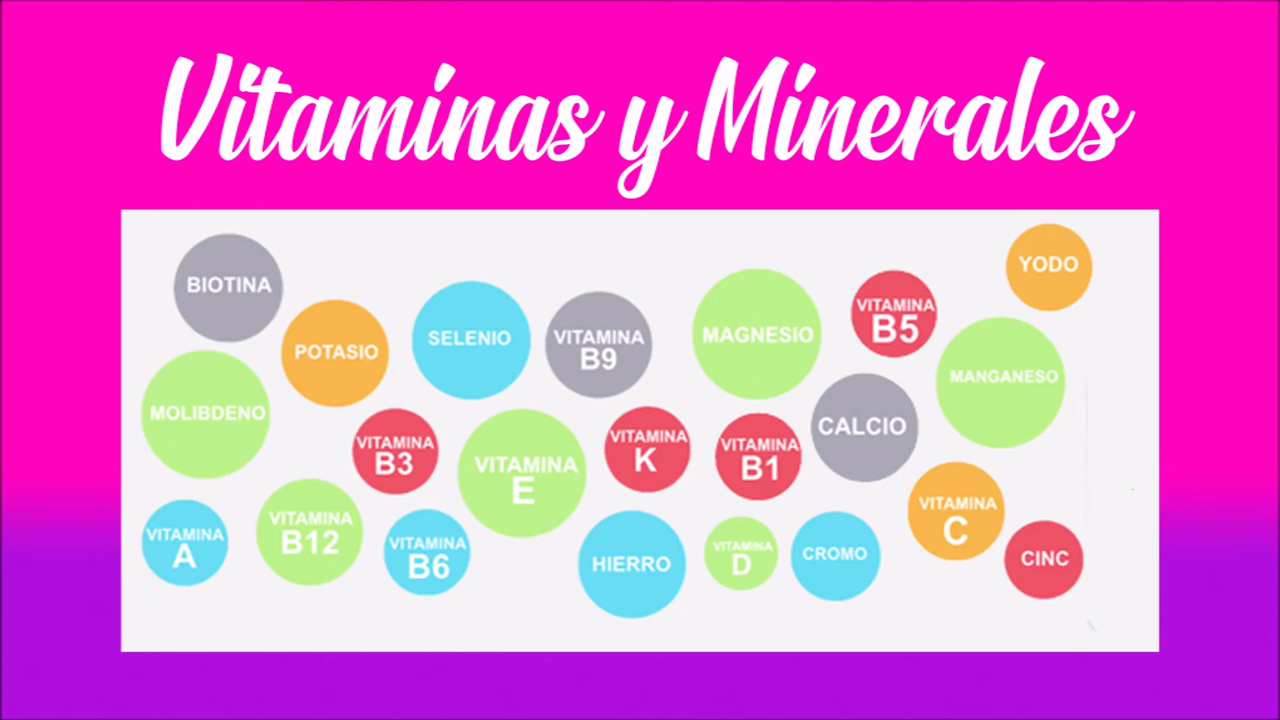 Vitaminas y Minerales
BIOTINA
POTASIO
SELENIO
VITAMINA
B9
MAGNESIO
VITAMINA
B5
YODO
MOLIBDENO
VITAMINA
B3
VITAMINA
E
VITAMINA
K
VITAMINA
B1
CALCIO
MANGANESO
VITAMINA
A
VITAMINA
B12
VITAMINA
B6
HIERRO
VITAMINA
D
CROMO
VITAMINA
C
CINC